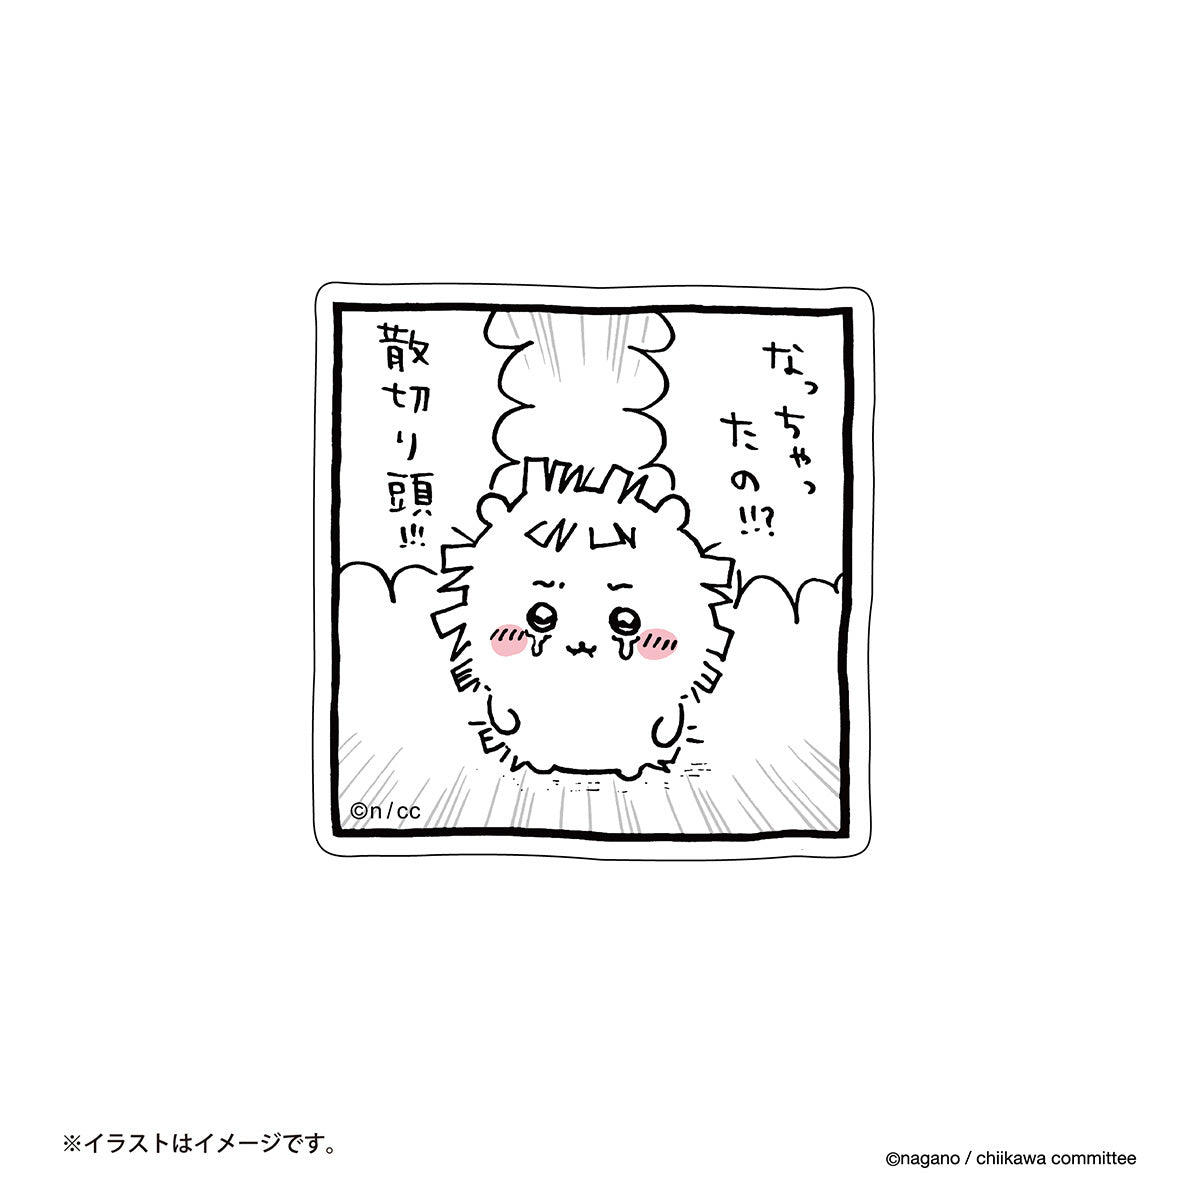 なっちゃっ
たの!!?
散切り頭!!!
©n/cc
※イラストはイメージです。
©nagano / chiikawa committee